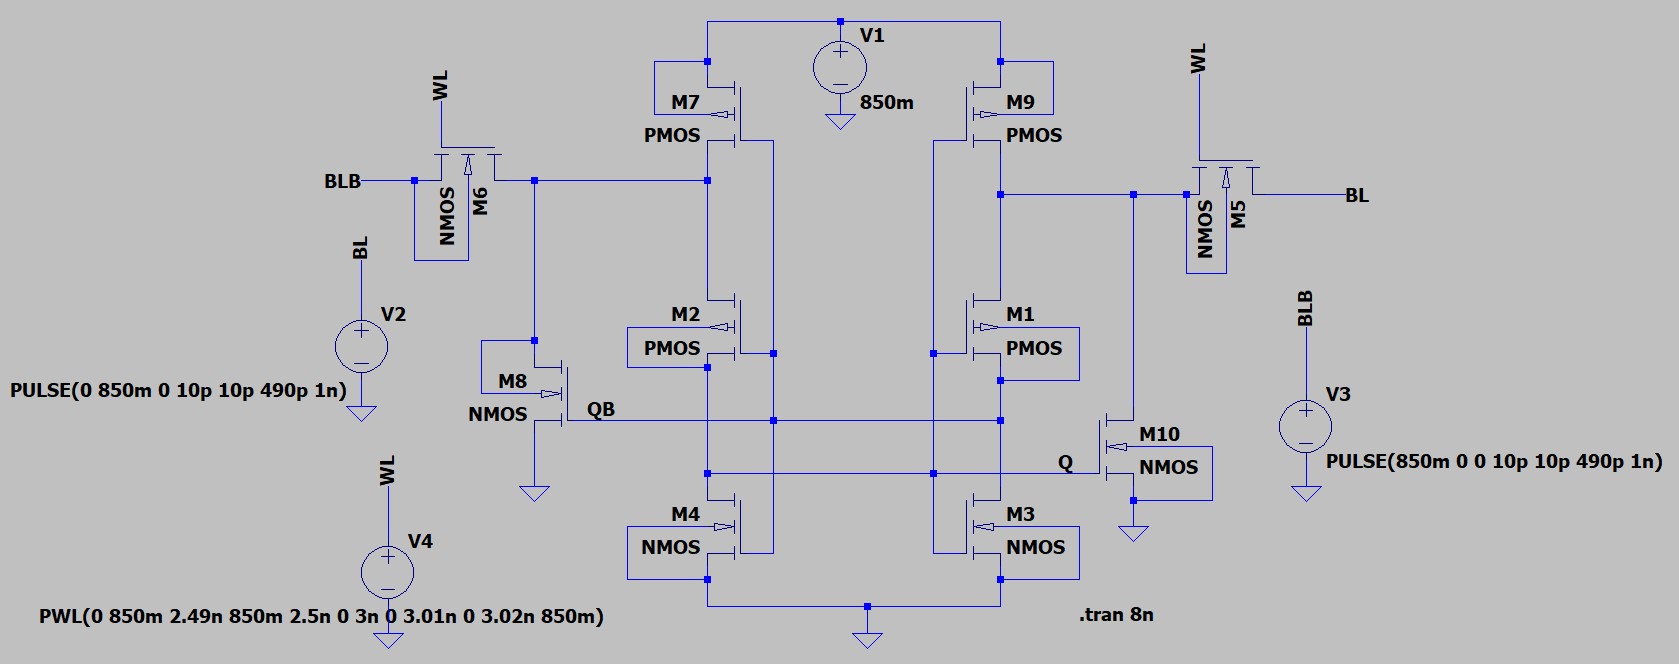 V1
850m
WL
M7
PMOS
M9
PMOS
WL
BLB
NMOS
M6
NMOS
M5
BL
BL
V2
PULSE(0 850m 0 10p 10p 490p 1n)
M2
PMOS
M1
PMOS
BLB
V3
PULSE(850m 0 0 10p 10p 490p 1n)
M8
NMOS
QB
Q
M10
NMOS
WL
V4
PWL(0 850m 2.49n 850m 2.5n 0 3n 0 3.01n 0 3.02n 850m)
M4
NMOS
M3
NMOS
.tran 8n